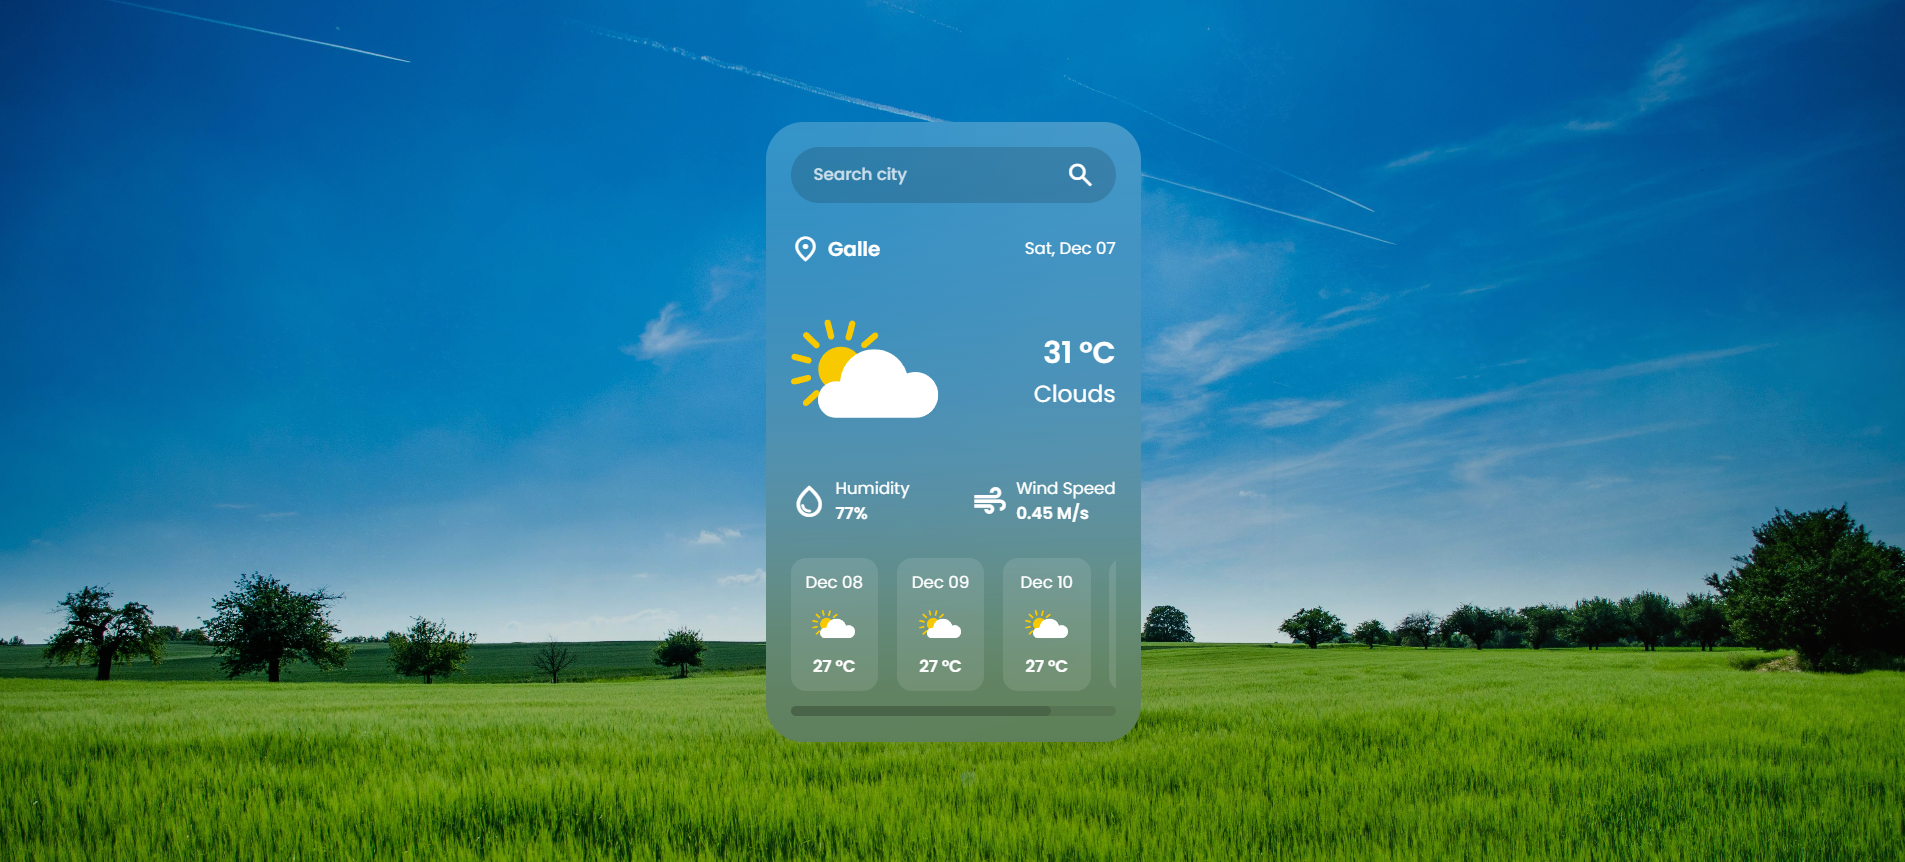 Search city
Galle
Sat, Dec 07
31 °C
Clouds
Humidity
77%
Wind Speed
0.45 M/s
Dec 08
27 °C
Dec 09
27 °C
Dec 10
27 °C